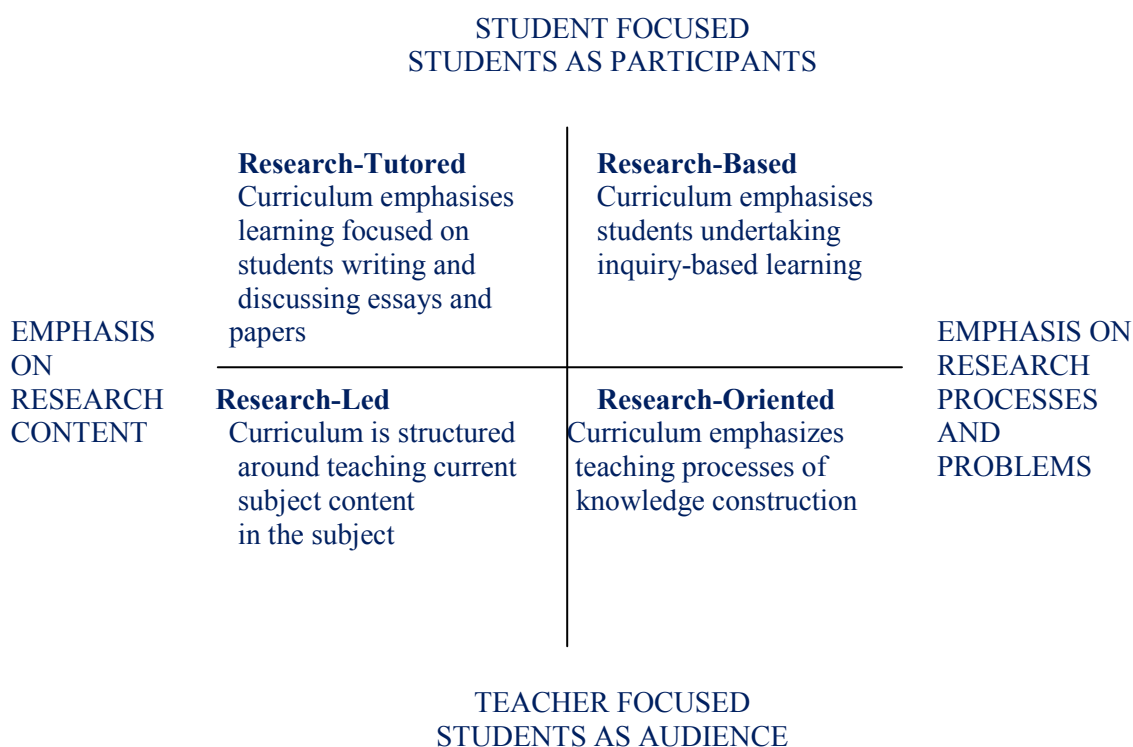 STUDENT FOCUSED
STUDENTS AS PARTICIPANTS
Research-Tutored
Curriculum emphasises
learning focused on
students writing and
discussing essays and
papers
Research-Based
Curriculum emphasises
students undertaking
inquiry-based learning
EMPHASIS
ON
RESEARCH
CONTENT
EMPHASIS ON
RESEARCH
PROCESSES
AND
PROBLEMS
Research-Led
Curriculum is structured
around teaching current
subject content
in the subject
Research-Oriented
Curriculum emphasizes
teaching processes of
knowledge construction
TEACHER FOCUSED
STUDENTS AS AUDIENCE